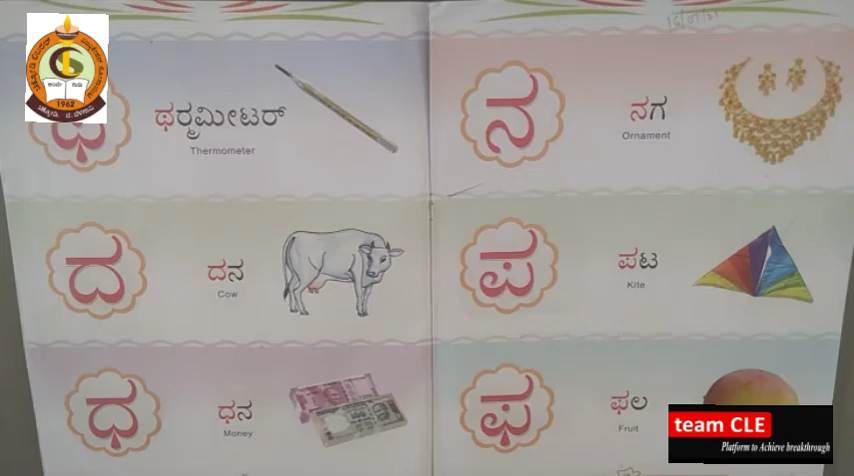 1962
ಥ
ಥರ್‍ಮಮೀಟರ್
Thermometer
ದ
ದನ
Cow
ಧ
ಧನ
Money
ನ
ನಗ
Ornament
ಪ
ಪಟ
Kite
ಫ
ಫಲ
Fruit
team CLE
Platform to Achieve breakthrough